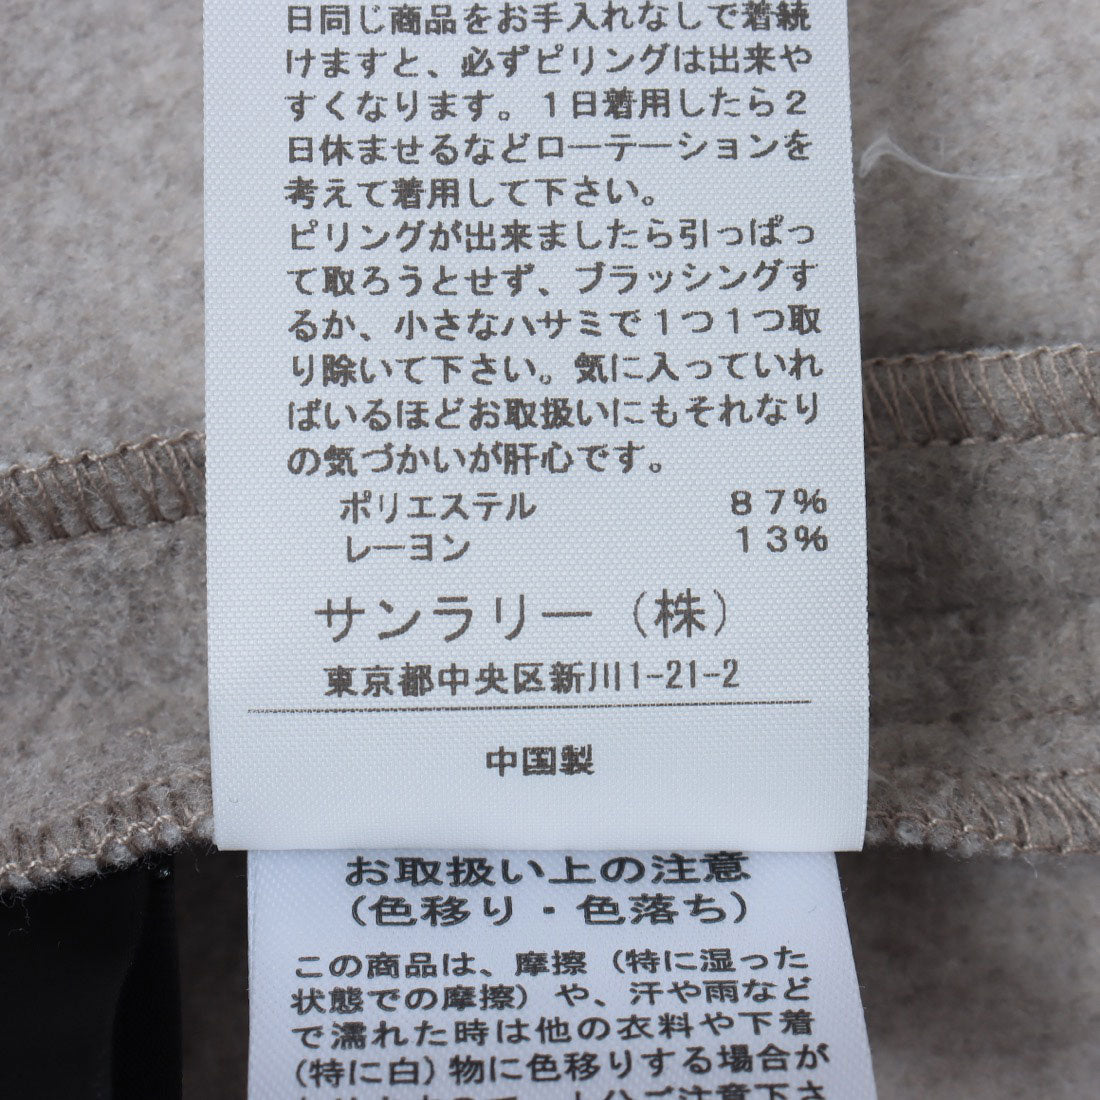 日同じ商品をお手入れなしで着続
けますと、必ずピリングは出来や
すくなります。１日着用したら２
日休ませるなどローテーションを
考えて着用して下さい。
ピリングが出来ましたら引っぱっ
て取ろうとせず、ブラッシングす
るか、小さなハサミで１つ１つ取
り除いて下さい。気に入っていれ
ばいるほどお取扱いにもそれなり
の気づかいが肝心です。
ポリエステル ８７％
レーヨン １３％
サンラリー（株）
東京都中央区新川1-21-2
中国製
お取扱い上の注意
（色移り・色落ち）
この商品は、摩擦（特に湿った
状態での摩擦）や、汗や雨など
で濡れた時は他の衣料や下着
（特に白）物に色移りする場合が